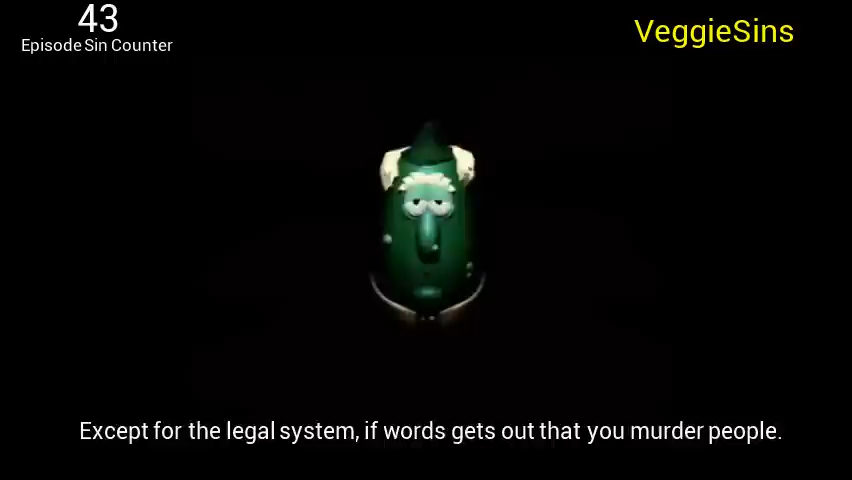 43
VeggieSins
Episode Sin Counter
Except for the legal system, if words gets out that you murder people.